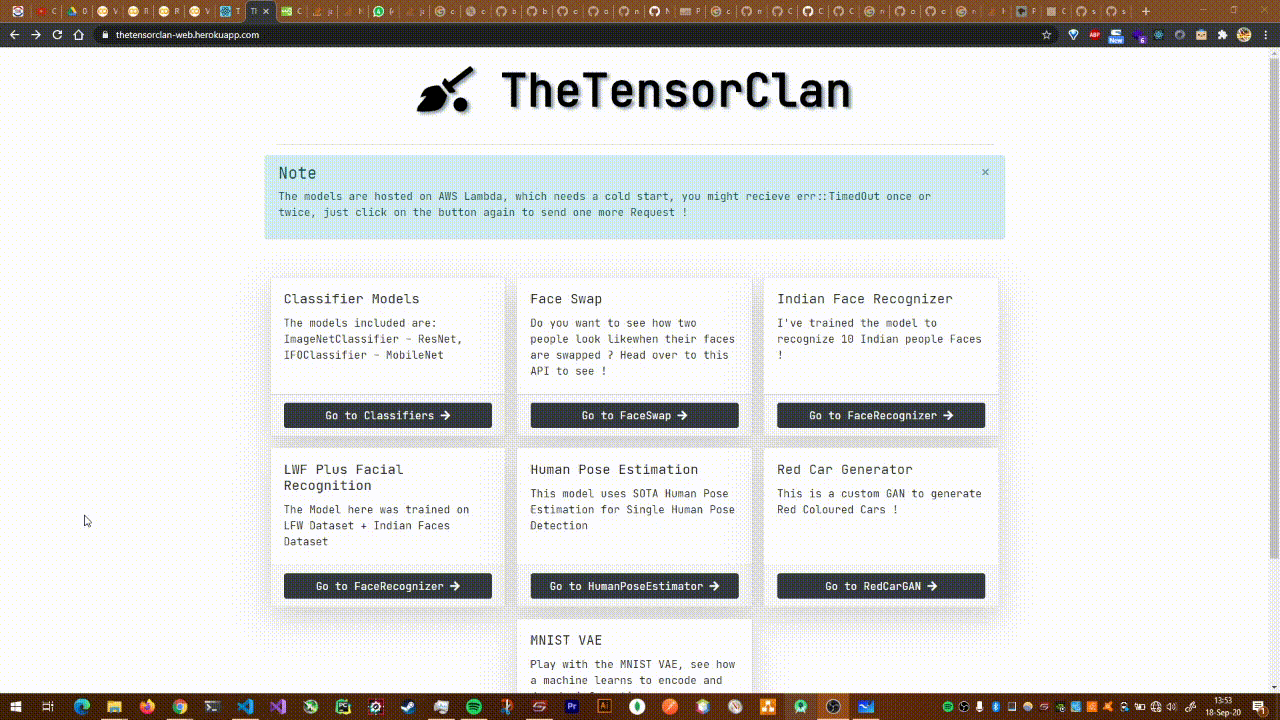 thetensorclan-web.herokuapp.com
New
ABP
6
TheTensorClan
Note
×
The models are hosted on AWS Lambda, which needs a cold start, you might recieve err::TimedOut once or
twice, just click on the button again to send one more Request !
Classifier Models
The models included are:
ImageNetClassifier - ResNet,
IFOClassifier - MobileNet
Go to Classifiers →
Face Swap
Do you want to see how two
people look likewhen their faces
are swapped ? Head over to this
API to see !
Go to FaceSwap →
Indian Face Recognizer
I've trained the model to
recognize 10 Indian people Faces
!
Go to FaceRecognizer →
LWF Plus Facial
Recognition
The Model here was trained on
LFW Dataset + Indian Faces
Dataset
Go to FaceRecognizer →
Human Pose Estimation
This model uses SOTA Human Pose
Estimation for Single Human Pose
Detection
Go to HumanPoseEstimator →
Red Car Generator
This is a custom GAN to generate
Red Coloured Cars !
Go to RedCarGAN →
MNIST VAE
Play with the MNIST VAE, see how
a machine learns to encode and
Pr
Ai
13:53
18-Sep-20